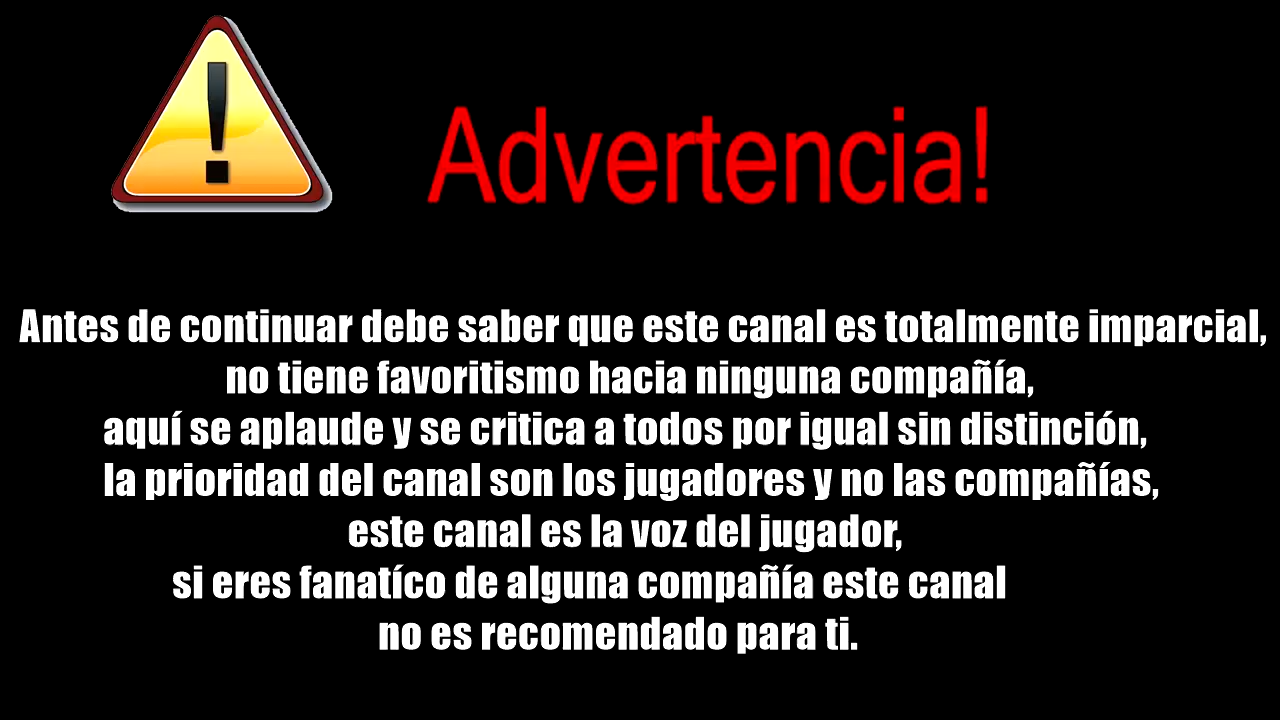 Advertencia!
Antes de continuar debe saber que este canal es totalmente imparcial,
no tiene favoritismo hacia ninguna compañía,
aquí se aplaude y se critica a todos por igual sin distinción,
la prioridad del canal son los jugadores y no las compañías,
este canal es la voz del jugador,
si eres fanatíco de alguna compañía este canal
no es recomendado para ti.